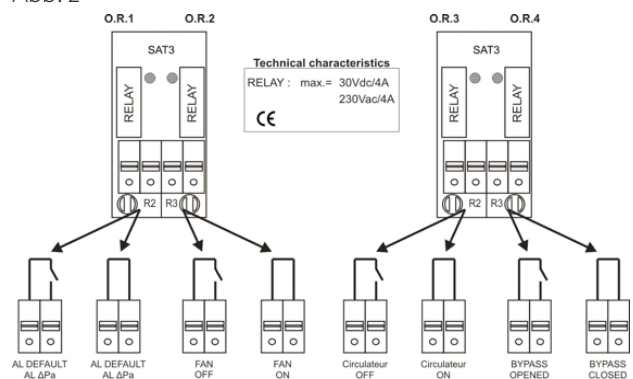 O.R.1 O.R.2 O.R.3 O.R.4
SAT3 SAT3
Technical characteristics
RELAY : max.= 30Vdc/4A
230Vac/4A
CE
RELAY RELAY RELAY RELAY
R2 R3 R2 R3
AL DEFAULT AL DEFAULT FAN FAN Circulateur Circulateur BYPASS BYPASS
AL ΔPa AL ΔPa OFF ON OFF ON OPENED CLOSED